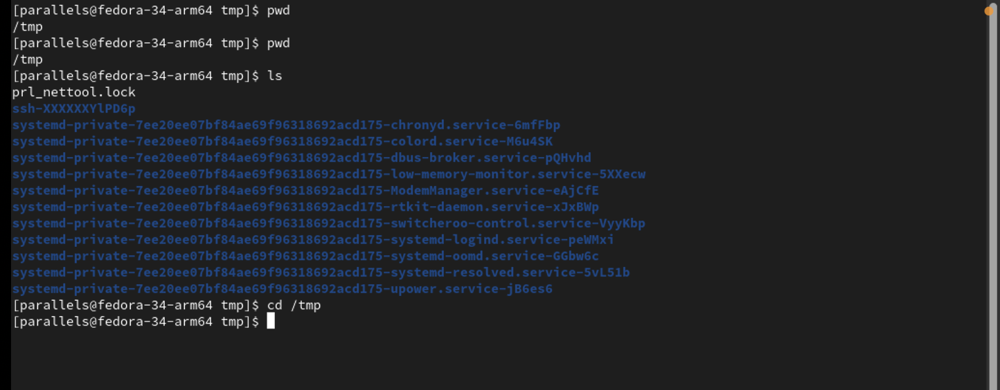 [parallels@fedora-34-arm64 tmp]$ pwd
/tmp
[parallels@fedora-34-arm64 tmp]$ pwd
/tmp
[parallels@fedora-34-arm64 tmp]$ ls
prl_nettool.lock
ssh-XXXXXXYlPD6p
systemd-private-7ee20ee07bf84ae69f96318692acd175-chronyd.service-6mfFbp
systemd-private-7ee20ee07bf84ae69f96318692acd175-colord.service-M6u4SK
systemd-private-7ee20ee07bf84ae69f96318692acd175-dbus-broker.service-pQHvhd
systemd-private-7ee20ee07bf84ae69f96318692acd175-low-memory-monitor.service-5XXecw
systemd-private-7ee20ee07bf84ae69f96318692acd175-ModemManager.service-eAjCfE
systemd-private-7ee20ee07bf84ae69f96318692acd175-rtkit-daemon.service-xJxBWp
systemd-private-7ee20ee07bf84ae69f96318692acd175-switcheroo-control.service-VyyKbp
systemd-private-7ee20ee07bf84ae69f96318692acd175-systemd-logind.service-peWMxi
systemd-private-7ee20ee07bf84ae69f96318692acd175-systemd-oomd.service-GGbw6c
systemd-private-7ee20ee07bf84ae69f96318692acd175-systemd-resolved.service-5vL51b
systemd-private-7ee20ee07bf84ae69f96318692acd175-upower.service-jB6es6
[parallels@fedora-34-arm64 tmp]$ cd /tmp
[parallels@fedora-34-arm64 tmp]$